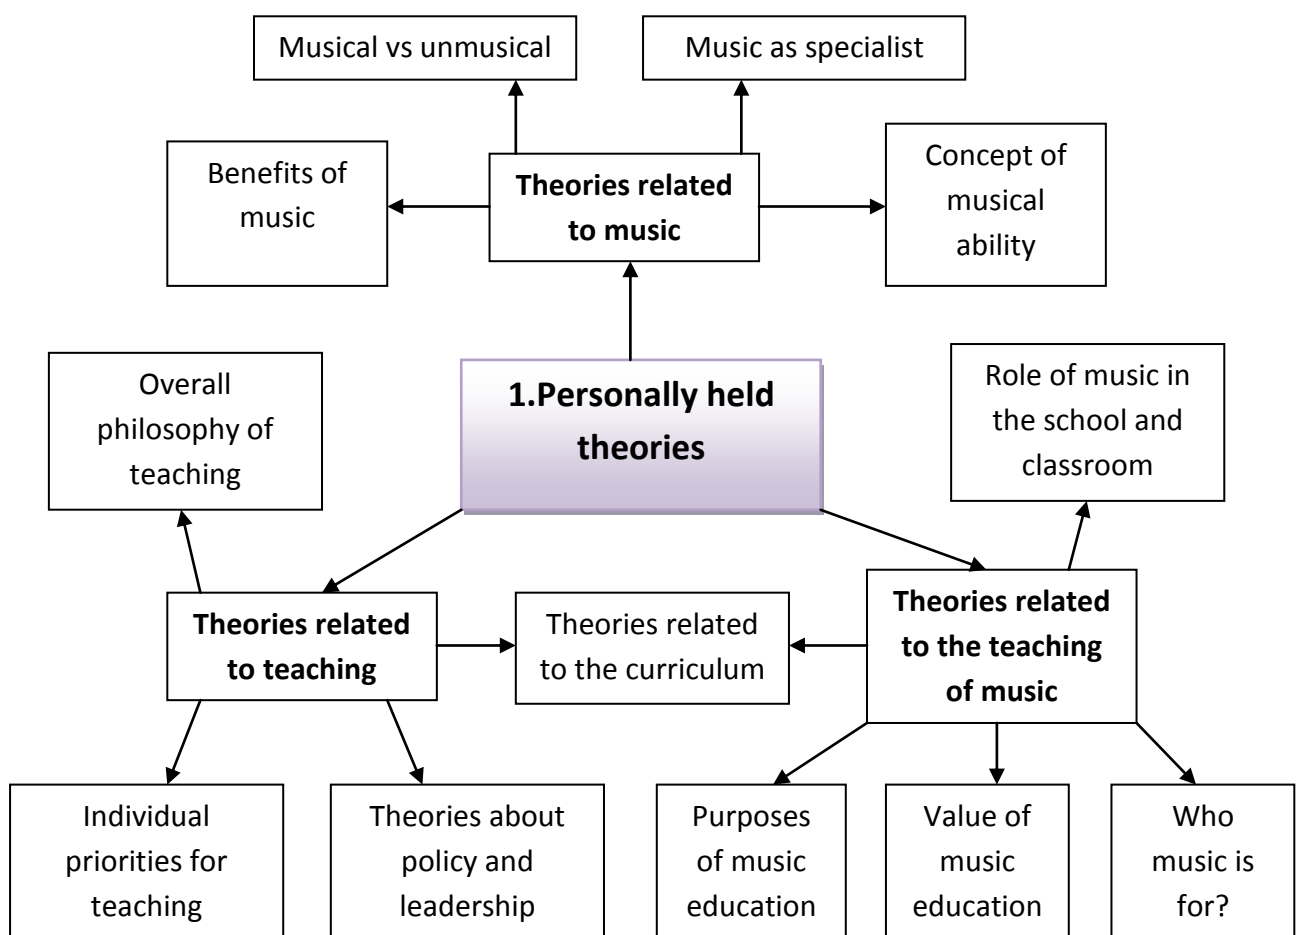 Musical vs unmusical
Music as specialist
Benefits of
music
Theories related
to music
Concept of
musical
ability
Overall
philosophy of
teaching
1.Personally held
theories
Role of music in
the school and
classroom
Theories related
to teaching
Theories related
to the curriculum
Theories related
to the teaching
of music
Individual
priorities for
teaching
Theories about
policy and
leadership
Purposes
of music
education
Value of
music
education
Who
music is
for?